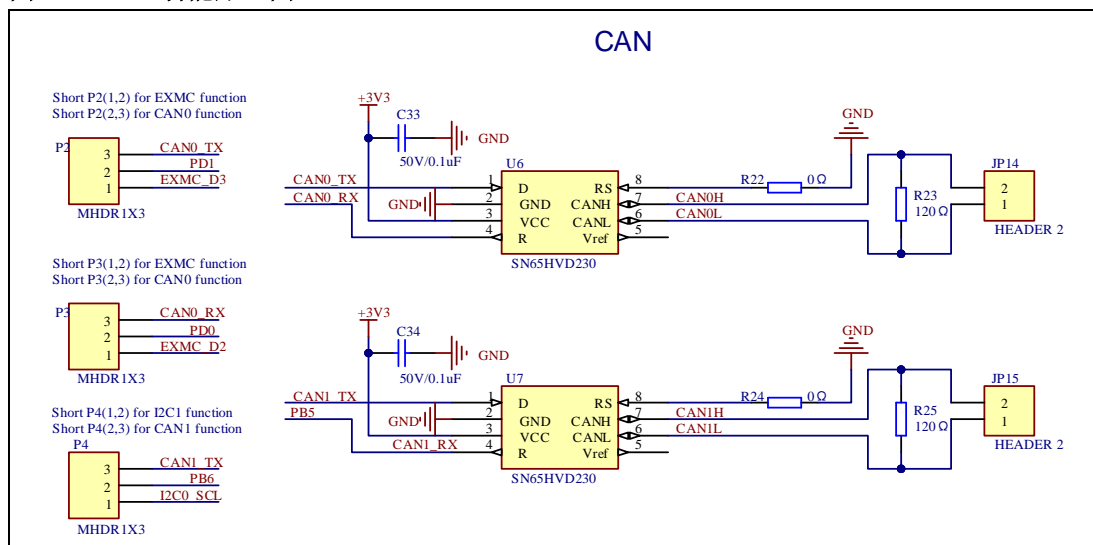 CAN
Short P2(1,2) for EXMC function
Short P2(2,3) for CAN0 function
P2
3 CAN0_TX
2 PD1
1 EXMC_D3
MHDR1X3
Short P3(1,2) for EXMC function
Short P3(2,3) for CAN0 function
P3
3 CAN0_RX
2 PD0
1 EXMC_D2
MHDR1X3
Short P4(1,2) for I2C1 function
Short P4(2,3) for CAN1 function
P4
3 CAN1_TX
2 PB6
1 I2C0_SCL
MHDR1X3
+3V3
C33
GND
50V/0.1uF
U6
CAN0_TX
CAN0_RX
GND
1 D RS 8
2 GND CANH 7
3 VCC CANL 6
4 R Vref 5
SN65HVD230
CAN0H
CAN0L
R22 0Ω
GND
R23
120Ω
JP14
2
1
HEADER 2
+3V3
C34
GND
50V/0.1uF
U7
CAN1_TX
PB5
GND
CAN1_RX
1 D RS 8
2 GND CANH 7
3 VCC CANL 6
4 R Vref 5
SN65HVD230
CAN1H
CAN1L
R24 0Ω
GND
R25
120Ω
JP15
2
1
HEADER 2